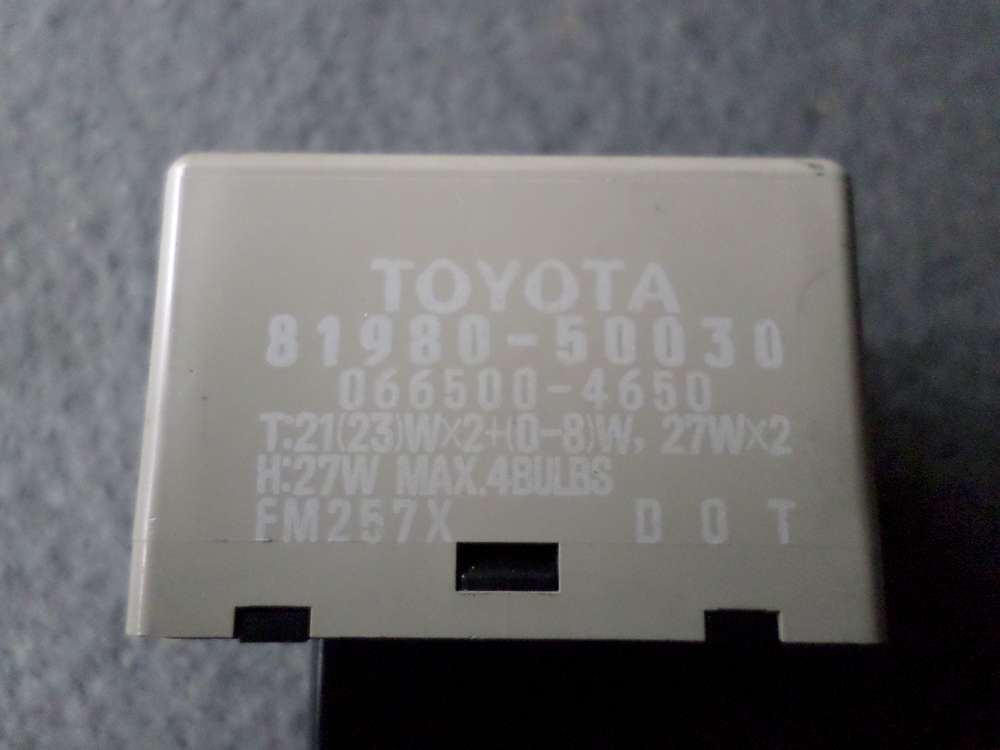 TOYOTA
81980-50030
066500-4650
T:21(23)W×2+(0-8)W, 27W×2
H:27W MAX.4BULBS
FM257X DOT